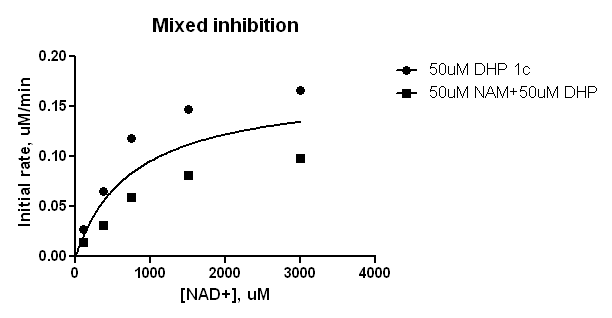 Mixed inhibition
0.20
0.15
0.10
0.05
0.00
Initial rate, uM/min
0
1000
2000
3000
4000
[NAD+], uM
50uM DHP 1c
50uM NAM+50uM DHP